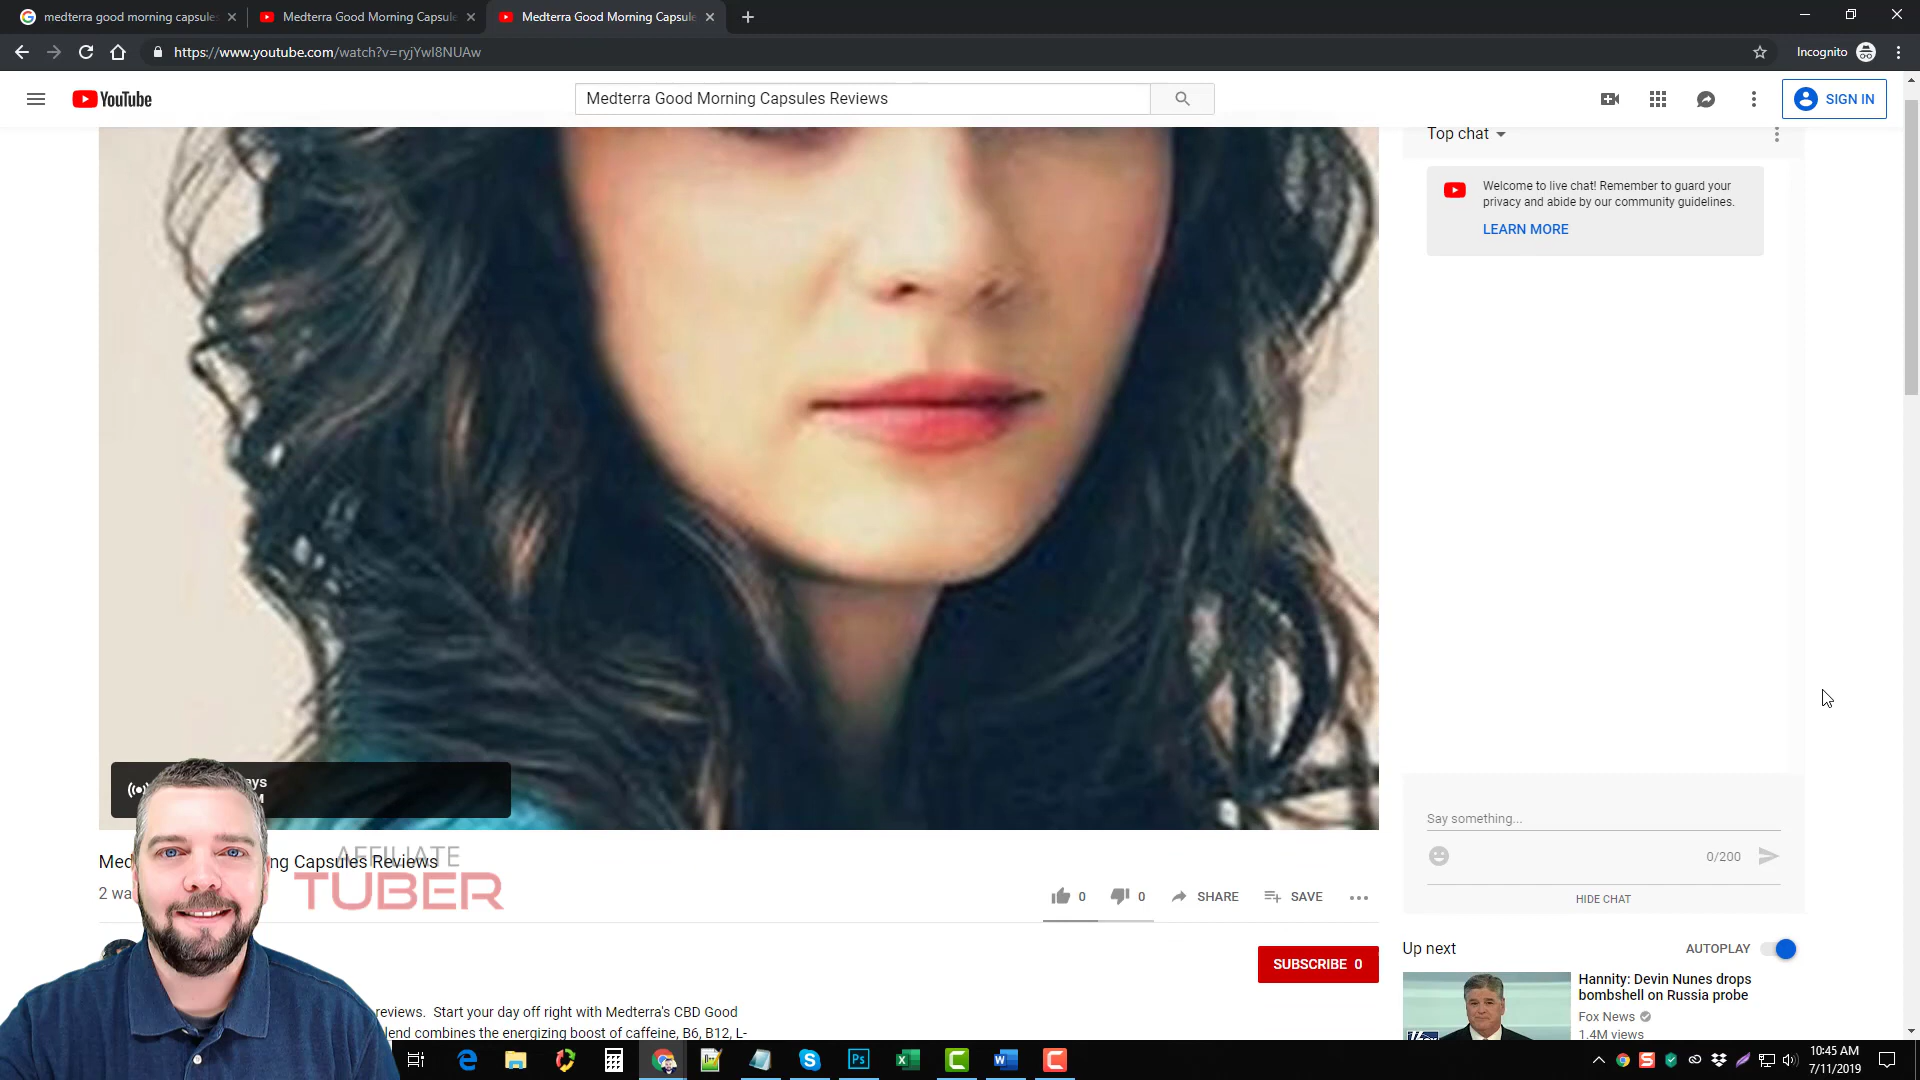 medterra good morning capsules
Medterra Good Morning Capsule
Medterra Good Morning Capsule
https://www.youtube.com/watch?v=ryjYwI8NUAw
Incognito
YouTube
Medterra Good Morning Capsules Reviews
SIGN IN
Top chat
Welcome to live chat! Remember to guard your
privacy and abide by our community guidelines.
LEARN MORE
ays
M
Med ng Capsules Reviews
AFFILIATE
TUBER
2 wa
0
0
SHARE
SAVE
SUBSCRIBE 0
reviews. Start your day off right with Medterra's CBD Good
lend combines the energizing boost of caffeine, B6, B12, L-
Say something...
0/200
HIDE CHAT
Up next
AUTOPLAY
Hannity: Devin Nunes drops
bombshell on Russia probe
Fox News
1.4M views
10:45 AM
7/11/2019